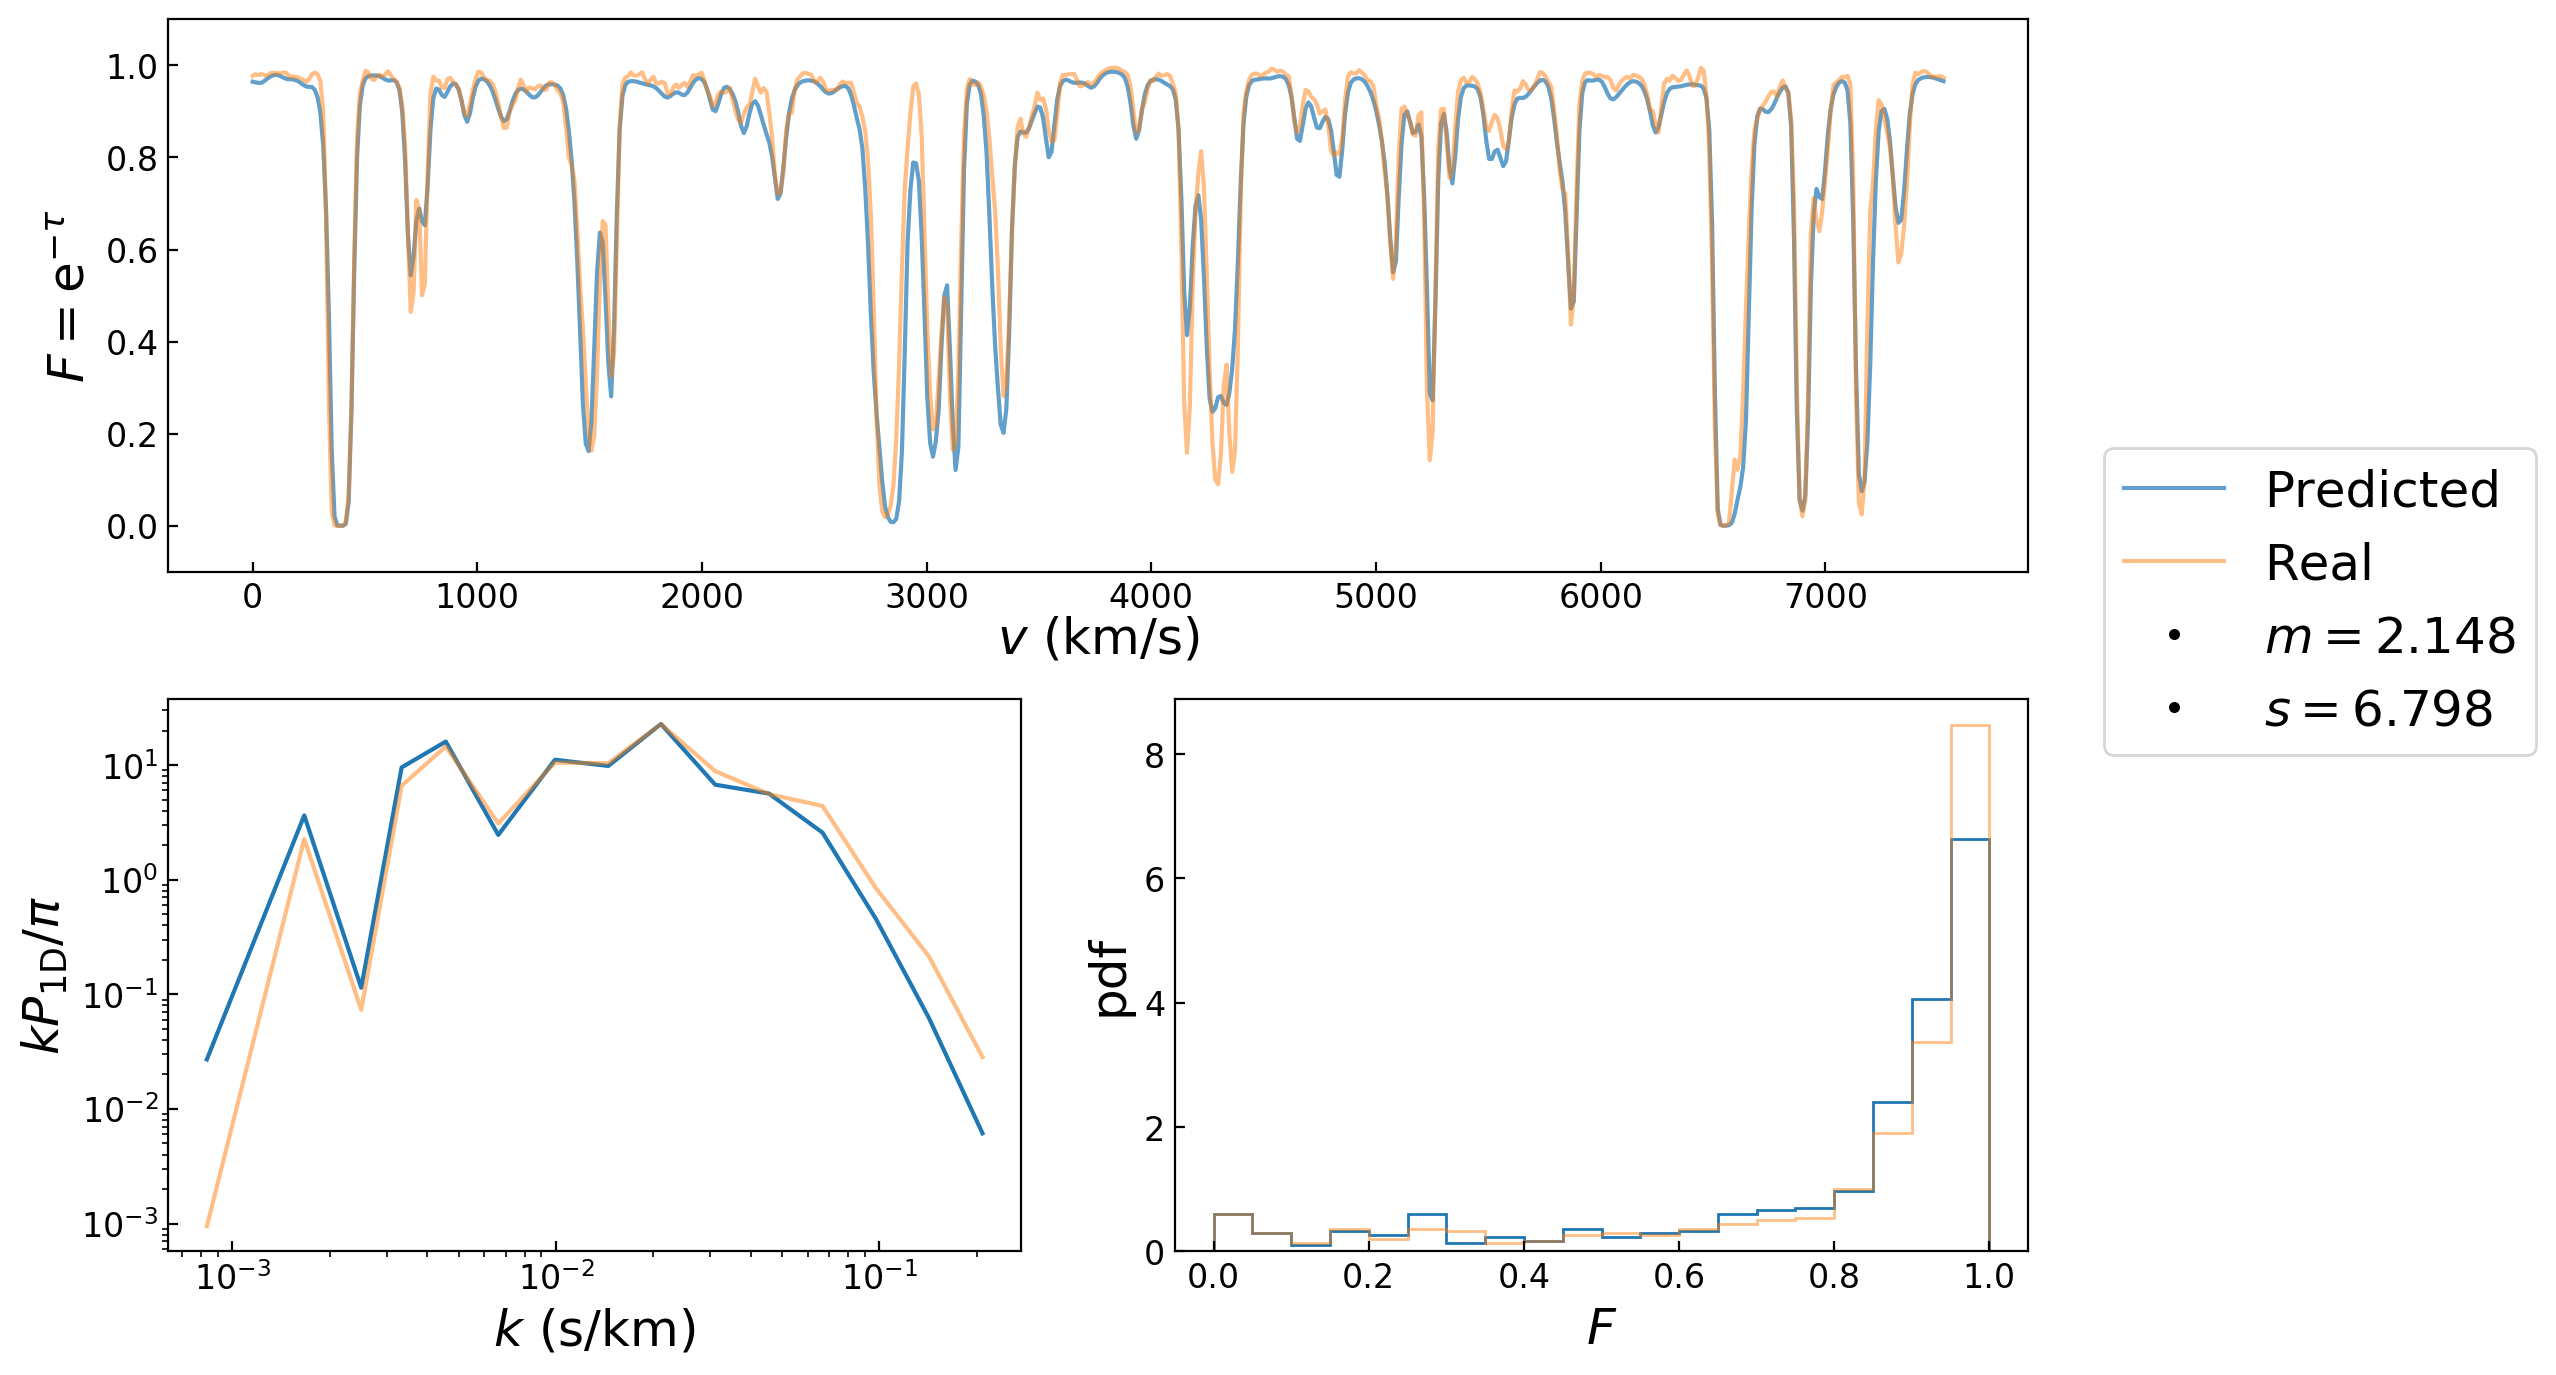 F = e^{-τ}
1.0
0.8
0.6
0.4
0.2
0.0
0 1000 2000 3000 4000 5000 6000 7000
v (km/s)
Predicted
Real
• m = 2.148
• s = 6.798
kP_{1D}/π
10^1
10^0
10^{-1}
10^{-2}
10^{-3}
10^{-3} 10^{-2} 10^{-1}
k (s/km)
pdf
8
6
4
2
0
0.0 0.2 0.4 0.6 0.8 1.0
F